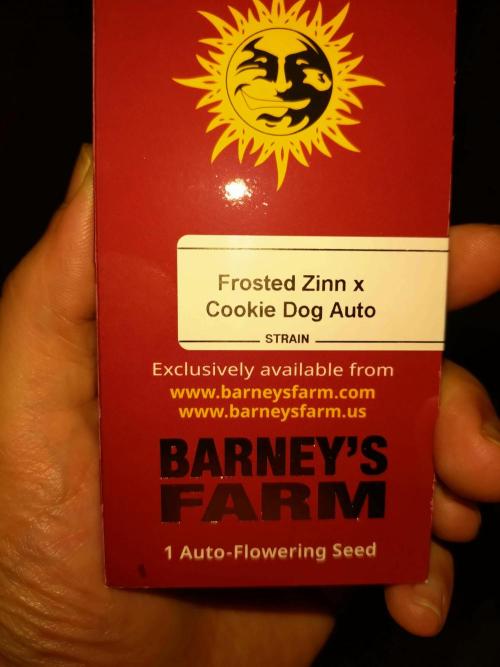 Frosted Zinn x
Cookie Dog Auto
STRAIN
Exclusively available from
www.barneysfarm.com
www.barneysfarm.us
BARNEY'S
FARM
1 Auto-Flowering Seed